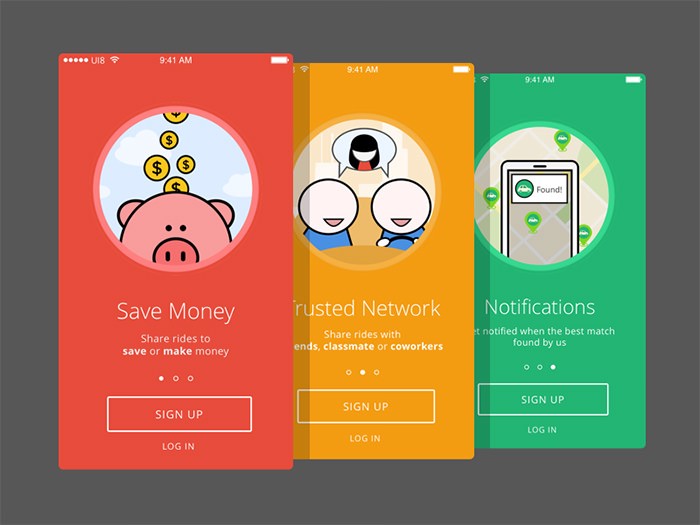 UI8 9:41 AM
$
$
$
$
Save Money
Share rides to
save or make money
SIGN UP
LOG IN
9:41 AM
rusted Network
Share rides with
ends, classmate or coworkers
SIGN UP
LOG IN
9:41 AM
Found!
Notifications
et notified when the best match
found by us
SIGN UP
LOG IN